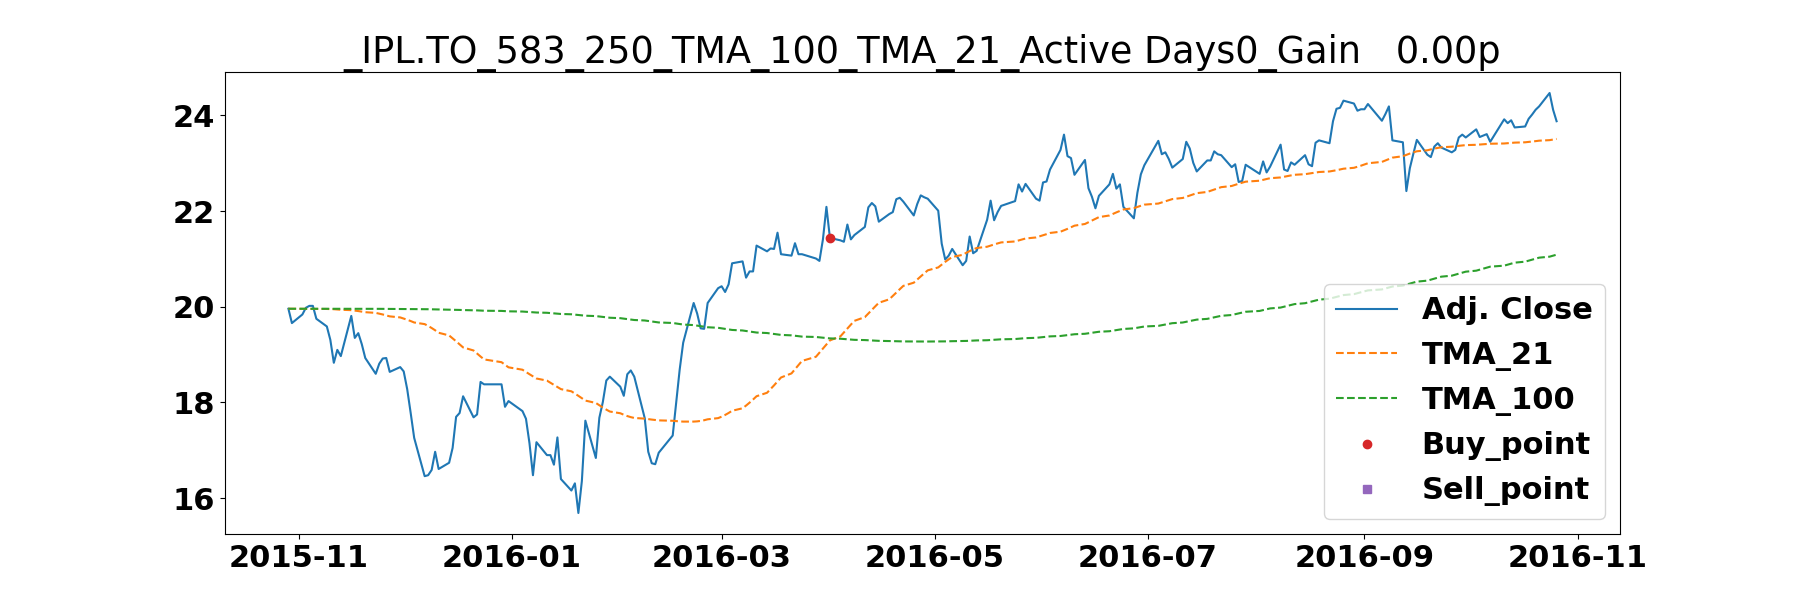 _IPL.TO_583_250_TMA_100_TMA_21_Active Days0_Gain   0.00p
24
22
20
18
16
Adj. Close
TMA_21
TMA_100
Buy_point
Sell_point
2015-11 2016-01 2016-03 2016-05 2016-07 2016-09 2016-11